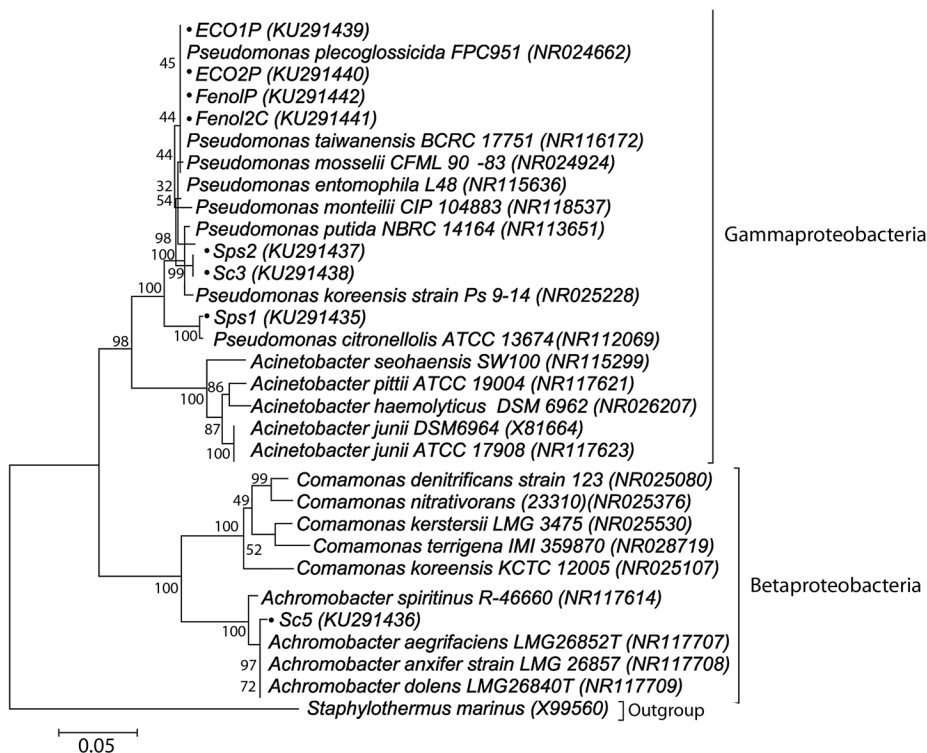 • ECO1P (KU291439)
Pseudomonas plecoglossicida FPC951 (NR024662)
45
• ECO2P (KU291440)
• FenolP (KU291442)
• Fenol2C (KU291441)
44
Pseudomonas taiwanensis BCRC 17751 (NR116172)
44
Pseudomonas mosselii CFML 90 -83 (NR024924)
32
Pseudomonas entomophila L48 (NR115636)
54
Pseudomonas monteilii CIP 104883 (NR118537)
Pseudomonas putida NBRC 14164 (NR113651)
Gammaproteobacteria
98
100
• Sps2 (KU291437)
99
• Sc3 (KU291438)
100
Pseudomonas koreensis strain Ps 9-14 (NR025228)
• Sps1 (KU291435)
100
Pseudomonas citronellolis ATCC 13674(NR112069)
98
Acinetobacter seohaensis SW100 (NR115299)
86
Acinetobacter pittii ATCC 19004 (NR117621)
100
Acinetobacter haemolyticus DSM 6962 (NR026207)
87
Acinetobacter junii DSM6964 (X81664)
100
Acinetobacter junii ATCC 17908 (NR117623)
99
Comamonas denitrificans strain 123 (NR025080)
49
Comamonas nitrativorans (23310)(NR025376)
100
Comamonas kerstersii LMG 3475 (NR025530)
52
Comamonas terrigena IMI 359870 (NR028719)
Comamonas koreensis KCTC 12005 (NR025107)
100
Betaproteobacteria
Achromobacter spiritinus R-46660 (NR117614)
100
• Sc5 (KU291436)
Achromobacter aegrifaciens LMG26852T (NR117707)
97
Achromobacter anxifer strain LMG 26857 (NR117708)
72
Achromobacter dolens LMG26840T (NR117709)
Staphylothermus marinus (X99560)
Outgroup
0.05